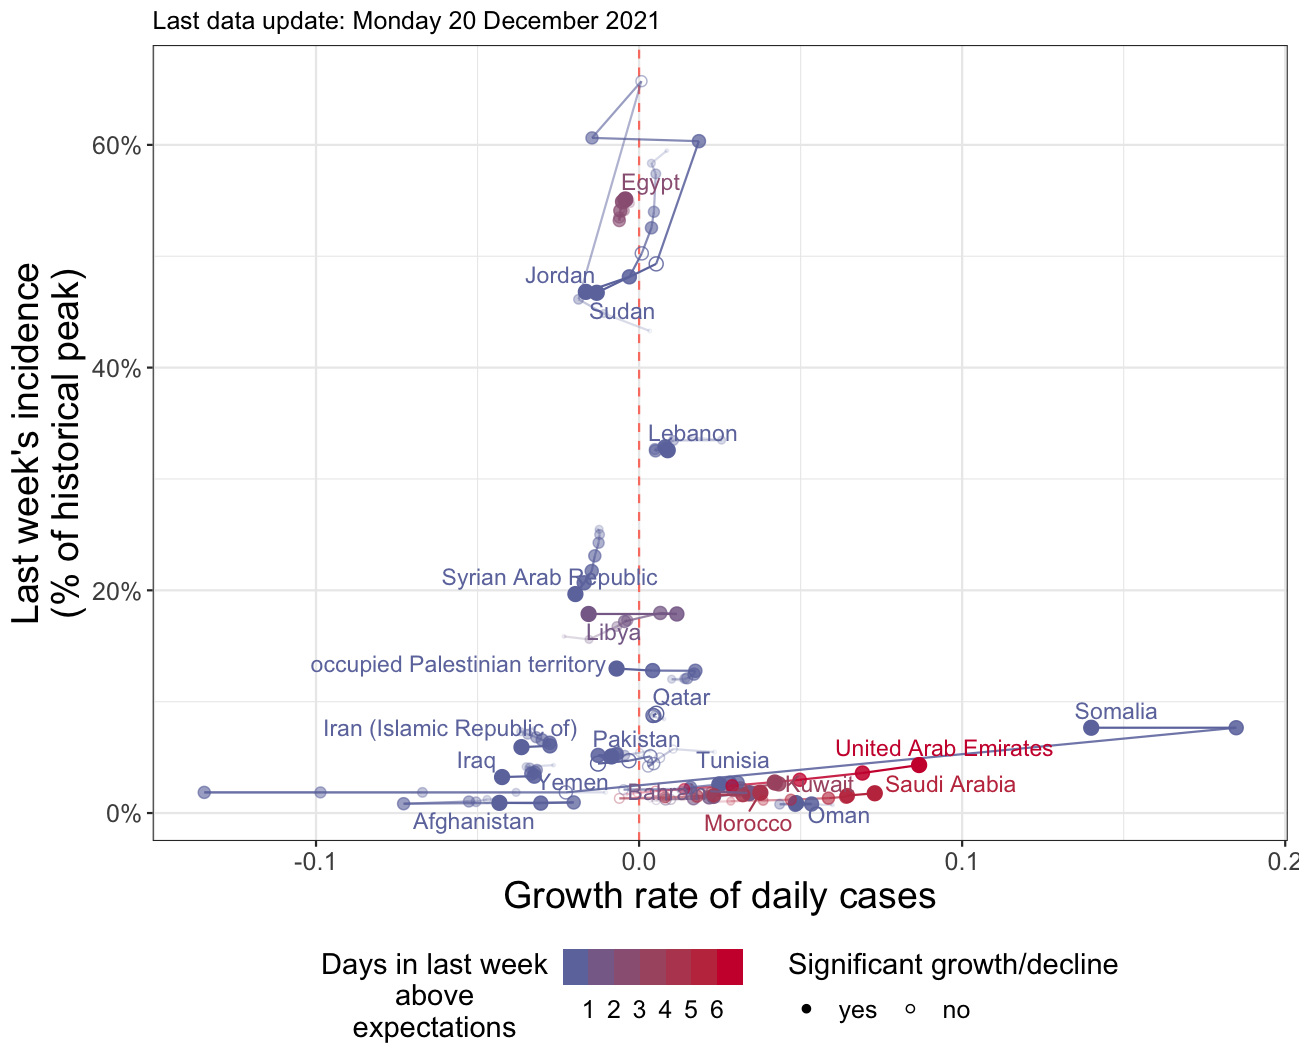 Last data update: Monday 20 December 2021
Last week's incidence
(% of historical peak)
60%
40%
20%
0%
Egypt
Jordan
Sudan
Lebanon
Syrian Arab Republic
Libya
occupied Palestinian territory
Qatar
Somalia
Iran (Islamic Republic of)
Pakistan
United Arab Emirates
Iraq
Tunisia
Yemen
Kuwait
Saudi Arabia
Bahrain
Afghanistan
Morocco
Oman
-0.1
0.0
0.1
0.2
Growth rate of daily cases
Days in last week
above
expectations
1 2 3 4 5 6
Significant growth/decline
yes
no